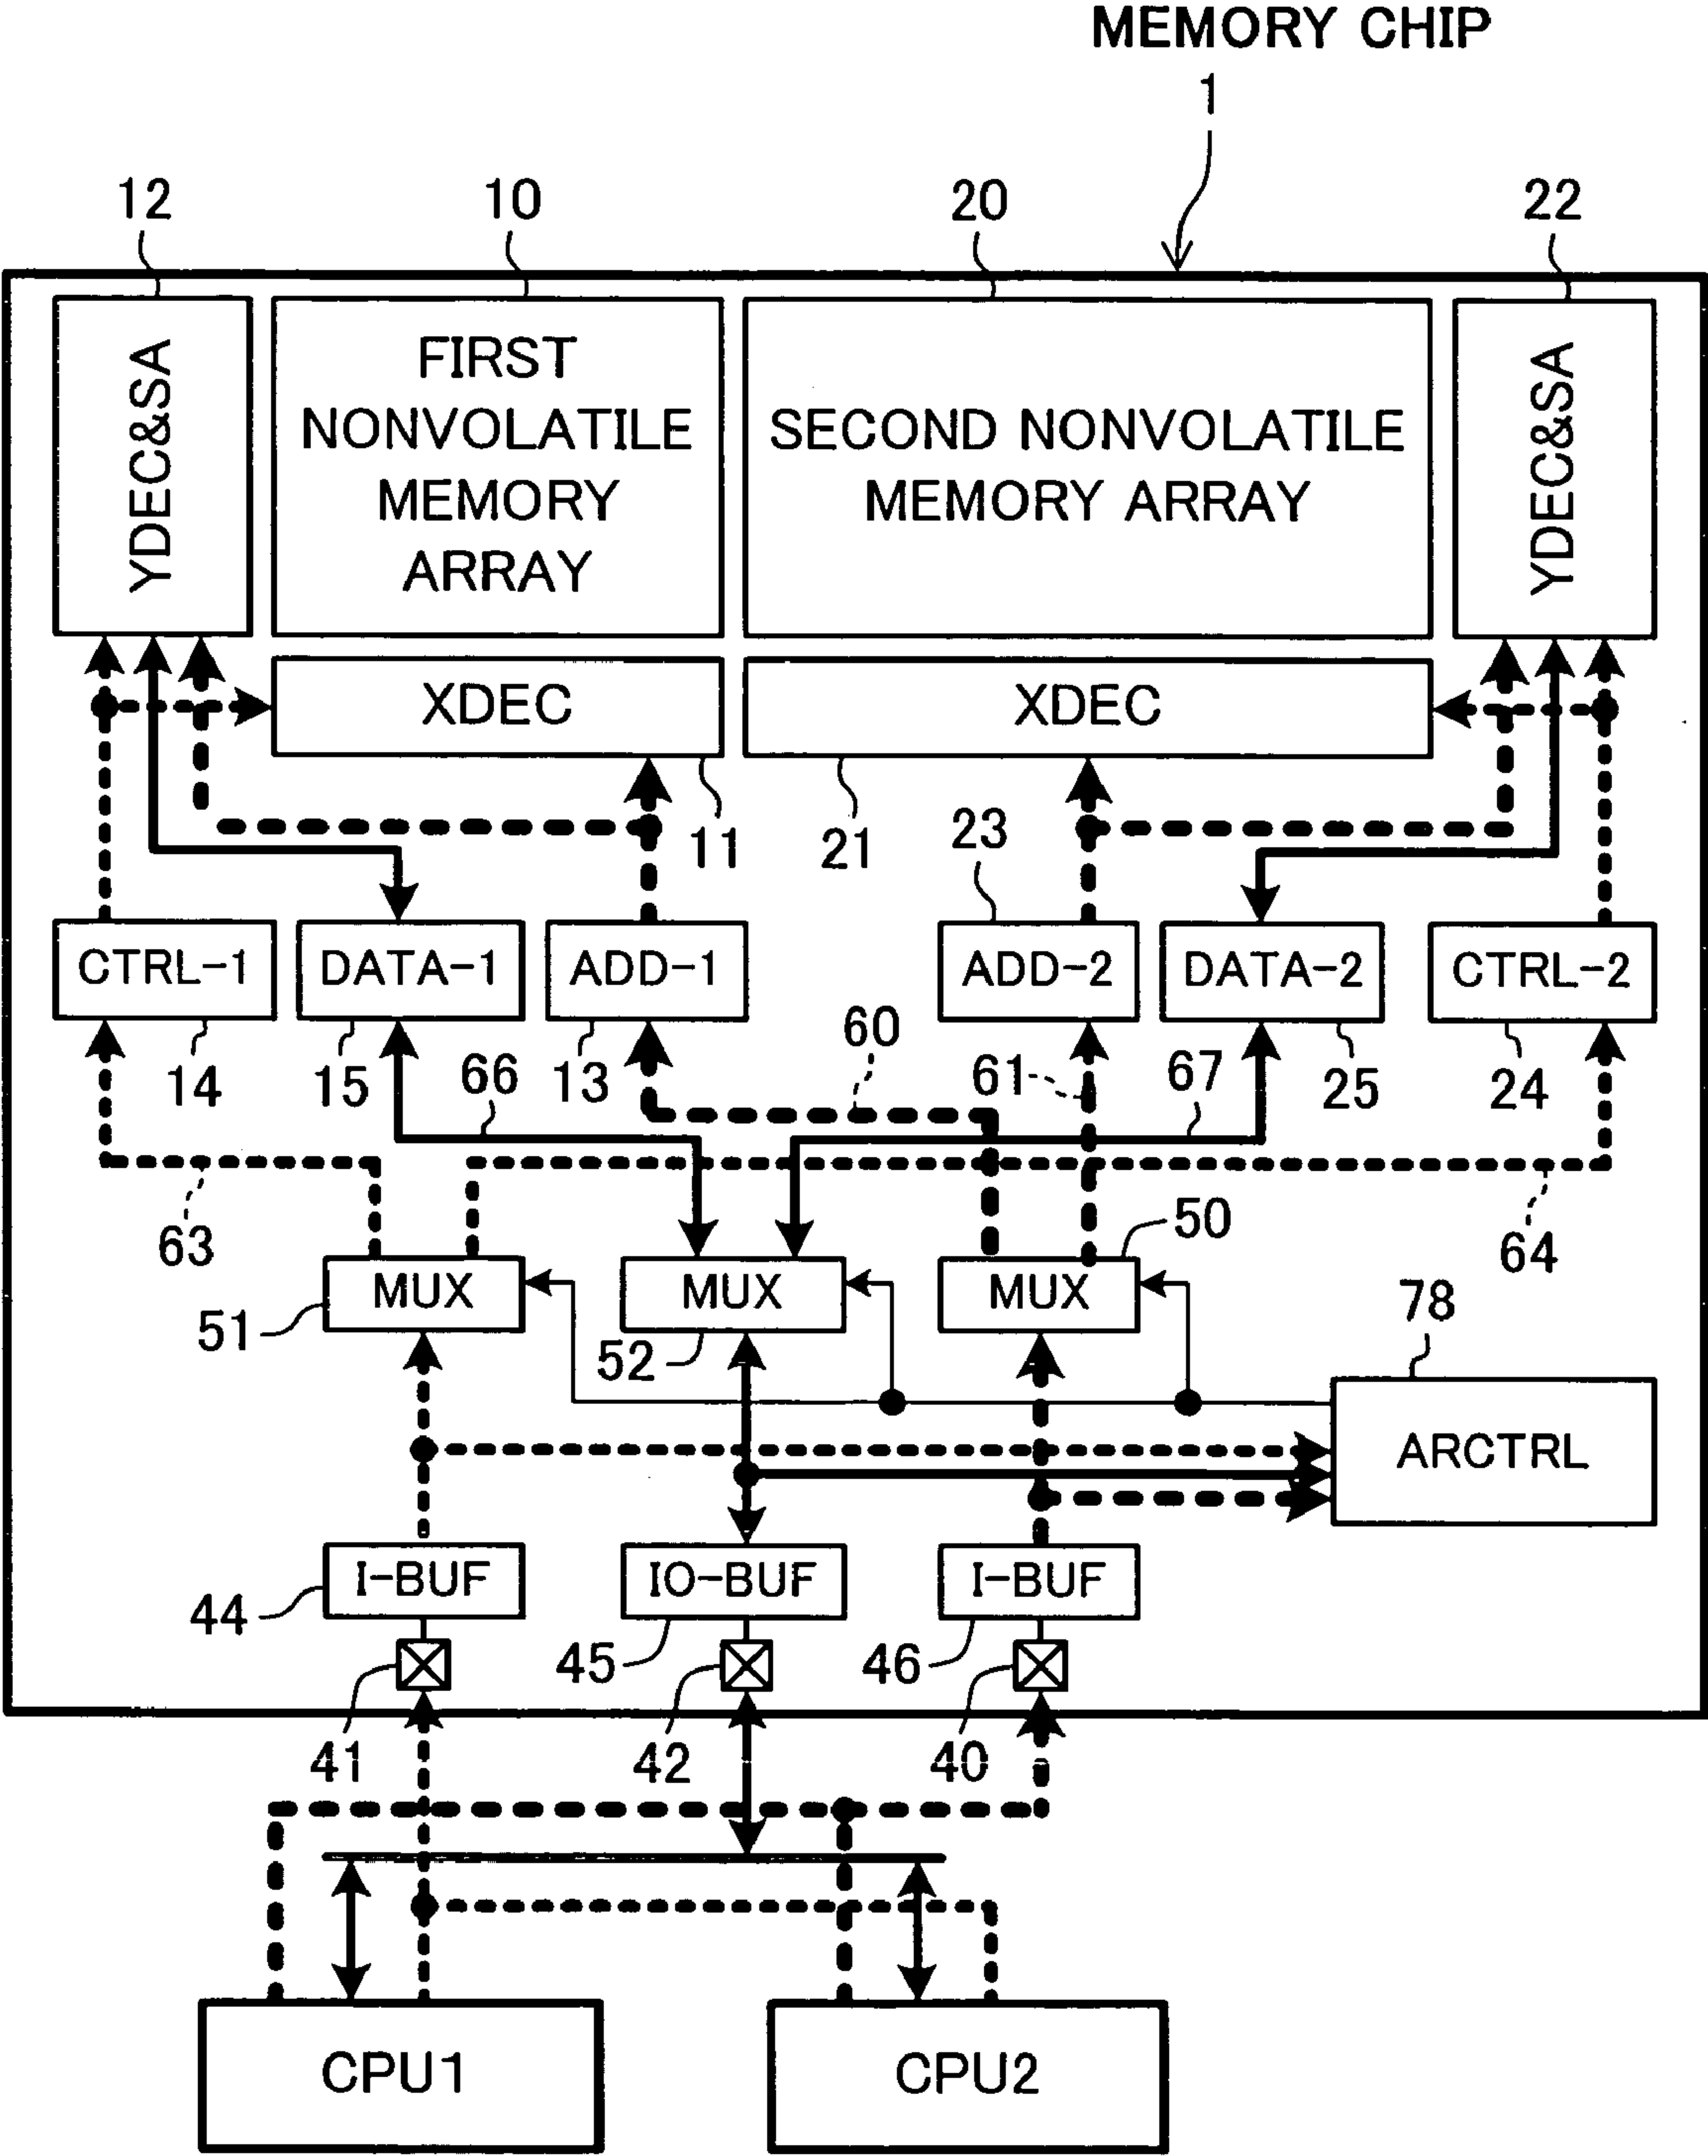 MEMORY CHIP
1
12
10
20
22
YDEC&SA
FIRST
NONVOLATILE
MEMORY
ARRAY
SECOND NONVOLATILE
MEMORY ARRAY
YDEC&SA
XDEC
XDEC
11
21
23
CTRL-1
DATA-1
ADD-1
ADD-2
DATA-2
CTRL-2
14
15
66
13
60
61
67
25
24
63
64
50
MUX
MUX
MUX
51
52
78
ARCTRL
I-BUF
IO-BUF
I-BUF
44
45
46
41
42
40
CPU1
CPU2